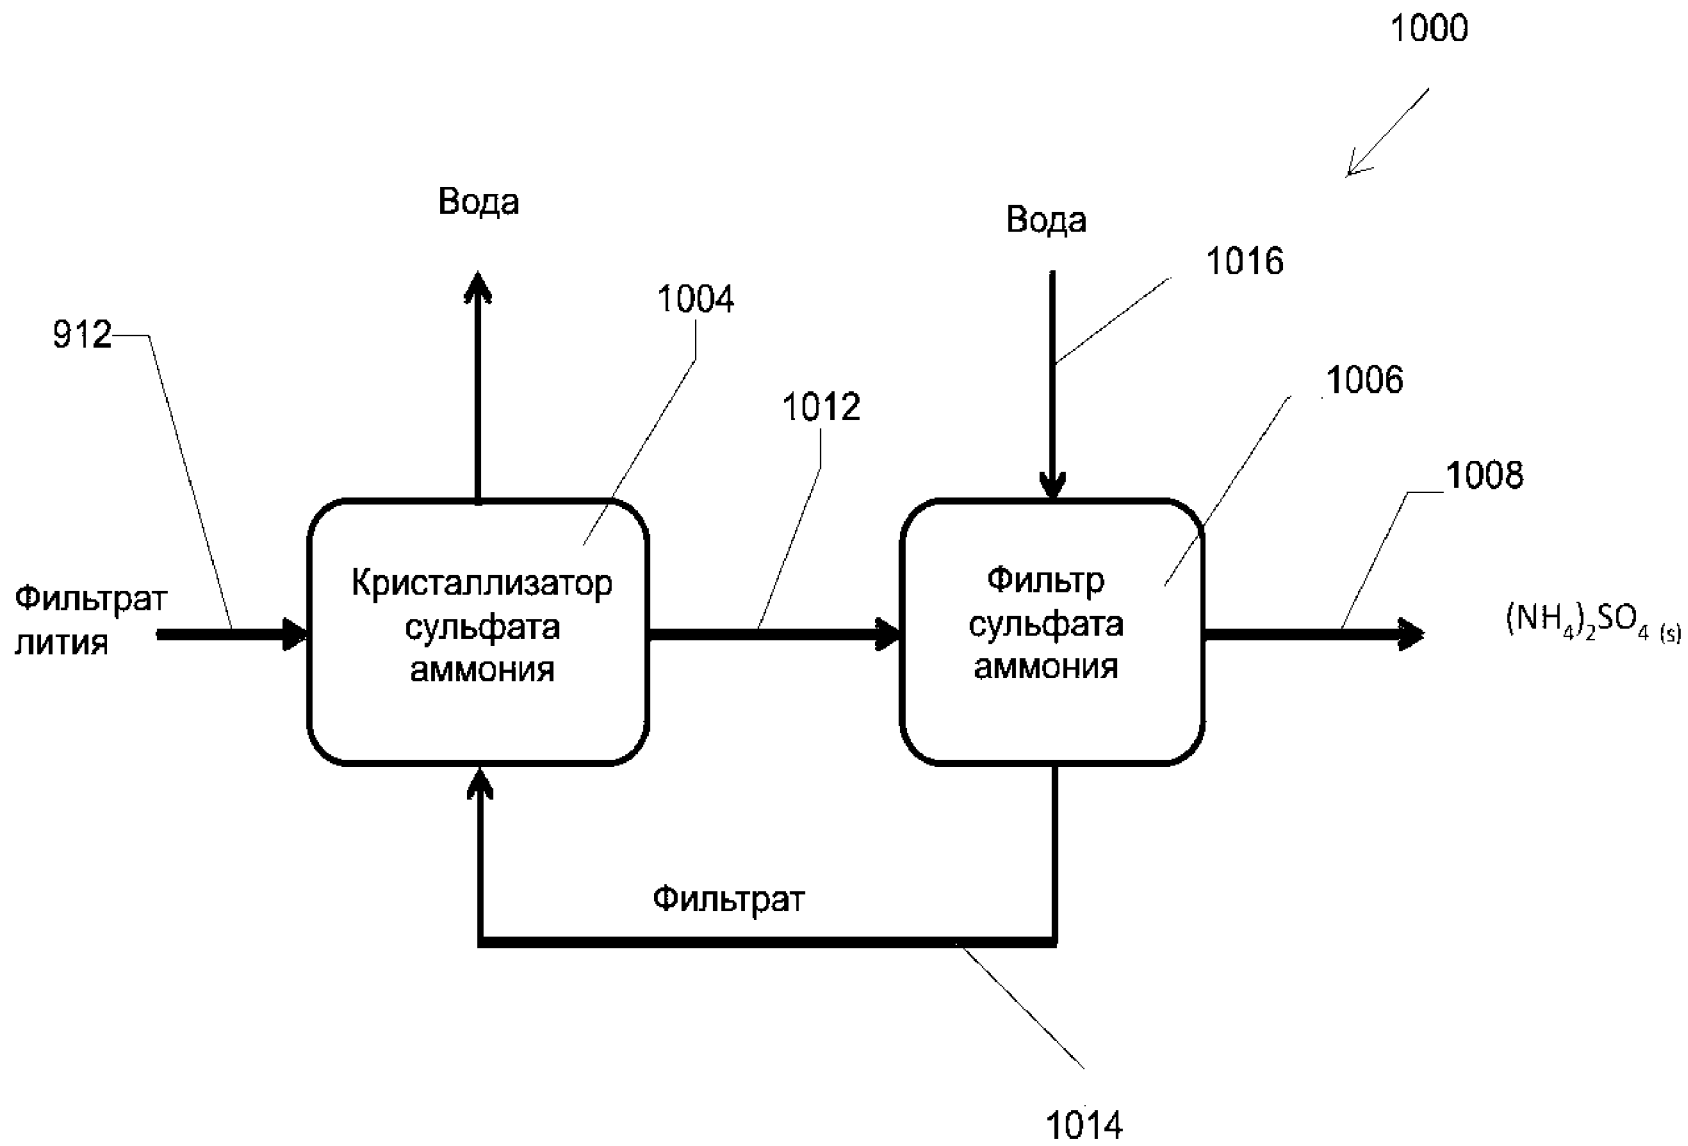 1000
Вода
Вода
1016
1004
912
1006
1012
1008
Фильтрат
лития
Кристаллизатор
сульфата
аммония
Фильтр
сульфата
аммония
(NH₄)₂SO₄ (s)
Фильтрат
1014